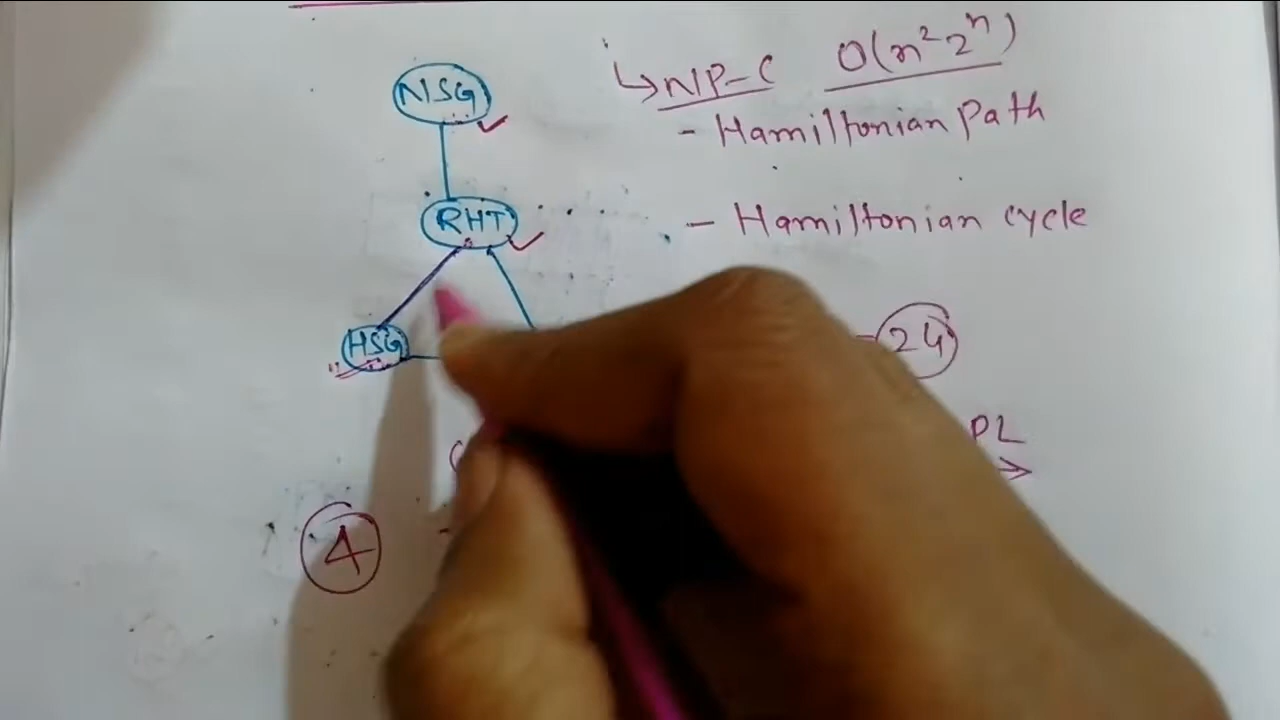 NSG
NP-C O(n²2ⁿ)
- Hamiltonian Path
RHT
- Hamiltonian cycle
HSG
24
PL
4